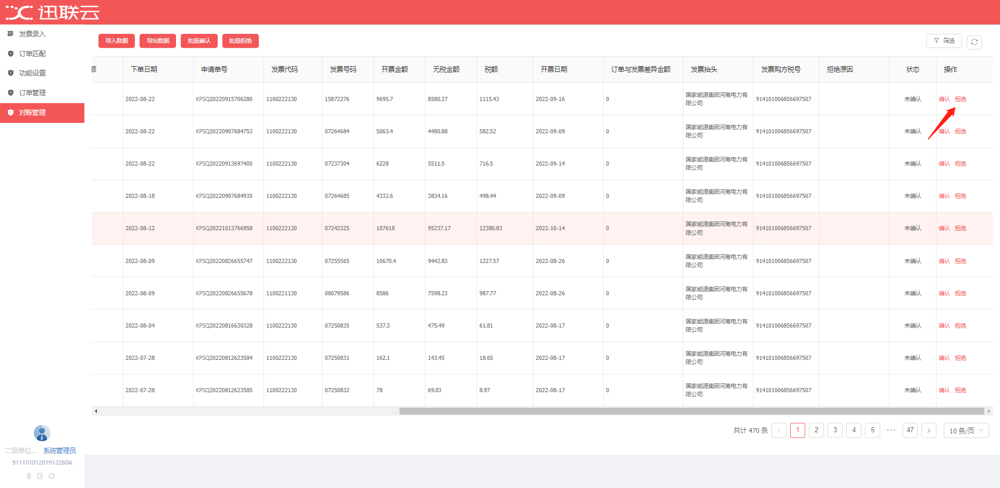 迅联云
发票录入
订单匹配
功能设置
订单管理
对账管理
导入数据 导出数据 批量确认 批量拒绝 筛选
额 下单日期 申请单号 发票代码 发票号码 开票金额 无税金额 税额 开票日期 订单与发票差异金额 发票抬头 发票购方税号 拒绝原因 状态 操作
2022-08-22 KPSQ20220915706280 1100222130 15872276 9695.7 8580.27 1115.43 2022-09-16 0 国家能源集团河南电力有 914101006856697507 未确认 确认 拒绝
限公司
2022-08-22 KPSQ20220907684753 1100222130 07264684 5063.4 4480.88 582.52 2022-09-09 0 国家能源集团河南电力有 914101006856697507 未确认 确认 拒绝
限公司
2022-08-22 KPSQ20220913697400 1100222130 07237304 6228 5511.5 716.5 2022-09-14 0 国家能源集团河南电力有 914101006856697507 未确认 确认 拒绝
限公司
2022-08-18 KPSQ20220907684935 1100222130 07264685 4332.6 3834.16 498.44 2022-09-09 0 国家能源集团河南电力有 914101006856697507 未确认 确认 拒绝
限公司
2022-08-12 KPSQ20221013766958 1100222130 07242325 107618 95237.17 12380.83 2022-10-14 0 国家能源集团河南电力有 914101006856697507 未确认 确认 拒绝
限公司
2022-08-09 KPSQ20220826655747 1100222130 07255565 10670.4 9442.83 1227.57 2022-08-26 0 国家能源集团河南电力有 914101006856697507 未确认 确认 拒绝
限公司
2022-08-09 KPSQ20220826655678 1100221130 08079586 8586 7598.23 987.77 2022-08-26 0 国家能源集团河南电力有 914101006856697507 未确认 确认 拒绝
限公司
2022-08-04 KPSQ20220816630328 1100222130 07250835 537.3 475.49 61.81 2022-08-17 0 国家能源集团河南电力有 914101006856697507 未确认 确认 拒绝
限公司
2022-07-28 KPSQ20220812623584 1100222130 07250831 162.1 143.45 18.65 2022-08-17 0 国家能源集团河南电力有 914101006856697507 未确认 确认 拒绝
限公司
2022-07-28 KPSQ20220812623585 1100222130 07250832 78 69.03 8.97 2022-08-17 0 国家能源集团河南电力有 914101006856697507 未确认 确认 拒绝
限公司
共计 470 条 < 1 2 3 4 5 ••• 47 > 10 条/页
二级单位... 系统管理员
91110101201912260A